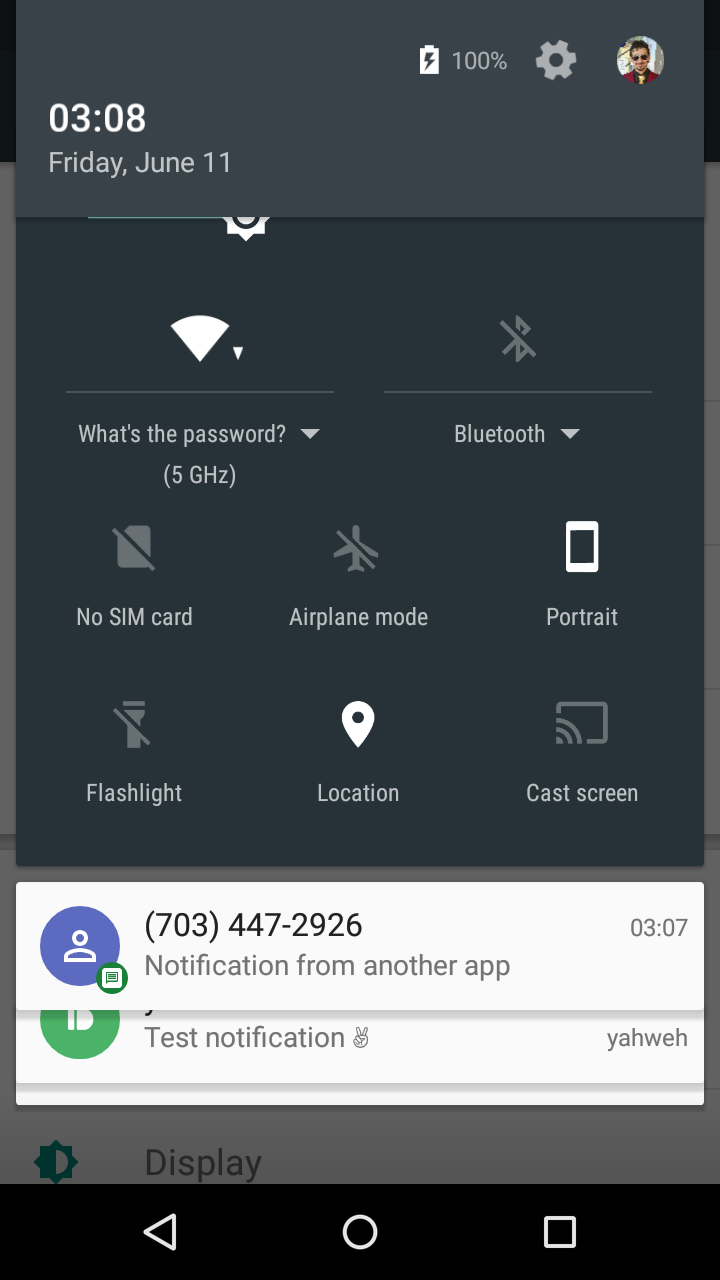 100%
03:08
Friday, June 11
What's the password?
(5 GHz)
Bluetooth
No SIM card
Airplane mode
Portrait
Flashlight
Location
Cast screen
(703) 447-2926
03:07
Notification from another app
Test notification ✌
yahweh
Display